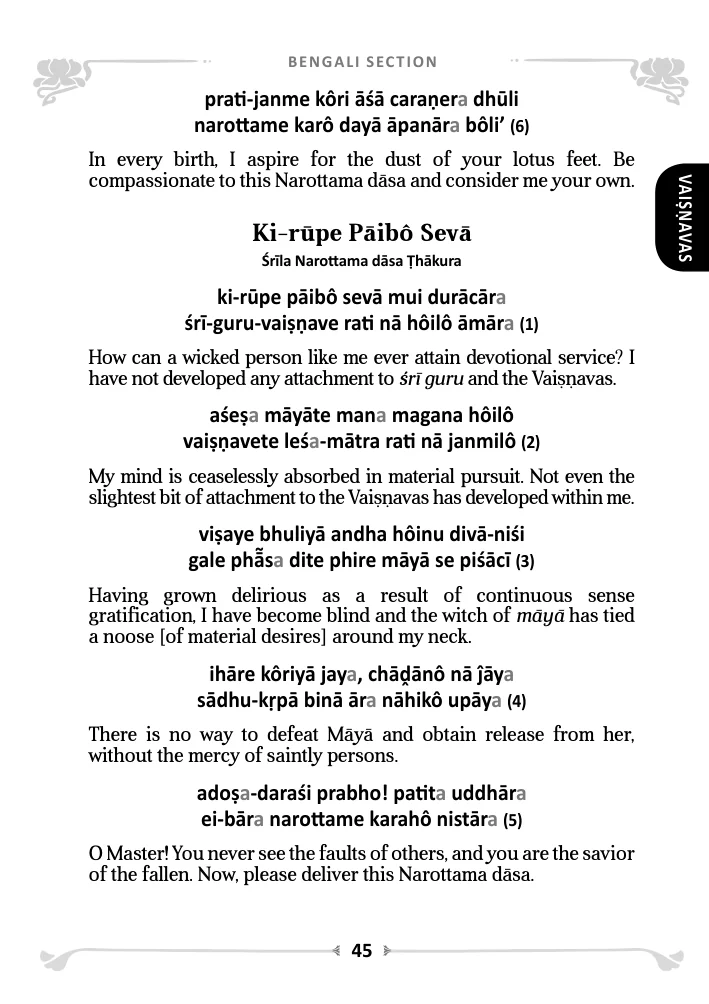 BENGALI SECTION
prati-janme kôri āśā caraṇera dhūli
narottame karô dayā āpanāra bôli’ (6)
In every birth, I aspire for the dust of your lotus feet. Be
compassionate to this Narottama dāsa and consider me your own.
VAIṢṆAVAS
Ki-rūpe Pāibô Sevā
Śrīla Narottama dāsa Ṭhākura
ki-rūpe pāibô sevā mui durācāra
śrī-guru-vaiṣṇave rati nā hôilô āmāra (1)
How can a wicked person like me ever attain devotional service? I
have not developed any attachment to śrī guru and the Vaiṣṇavas.
aśeṣa māyāte mana magana hôilô
vaiṣṇavete leśa-mātra rati nā janmilô (2)
My mind is ceaselessly absorbed in material pursuit. Not even the
slightest bit of attachment to the Vaiṣṇavas has developed within me.
viṣaye bhuliyā andha hôinu divā-niśi
gale phā̃sa dite phire māyā se piśācī (3)
Having grown delirious as a result of continuous sense
gratification, I have become blind and the witch of māyā has tied
a noose [of material desires] around my neck.
ihāre kôriyā jaya, chāḓānô nā ĵāya
sādhu-kṛpā binā āra nāhikô upāya (4)
There is no way to defeat Māyā and obtain release from her,
without the mercy of saintly persons.
adoṣa-daraśi prabho! patita uddhāra
ei-bāra narottame karahô nistāra (5)
O Master! You never see the faults of others, and you are the savior
of the fallen. Now, please deliver this Narottama dāsa.
45